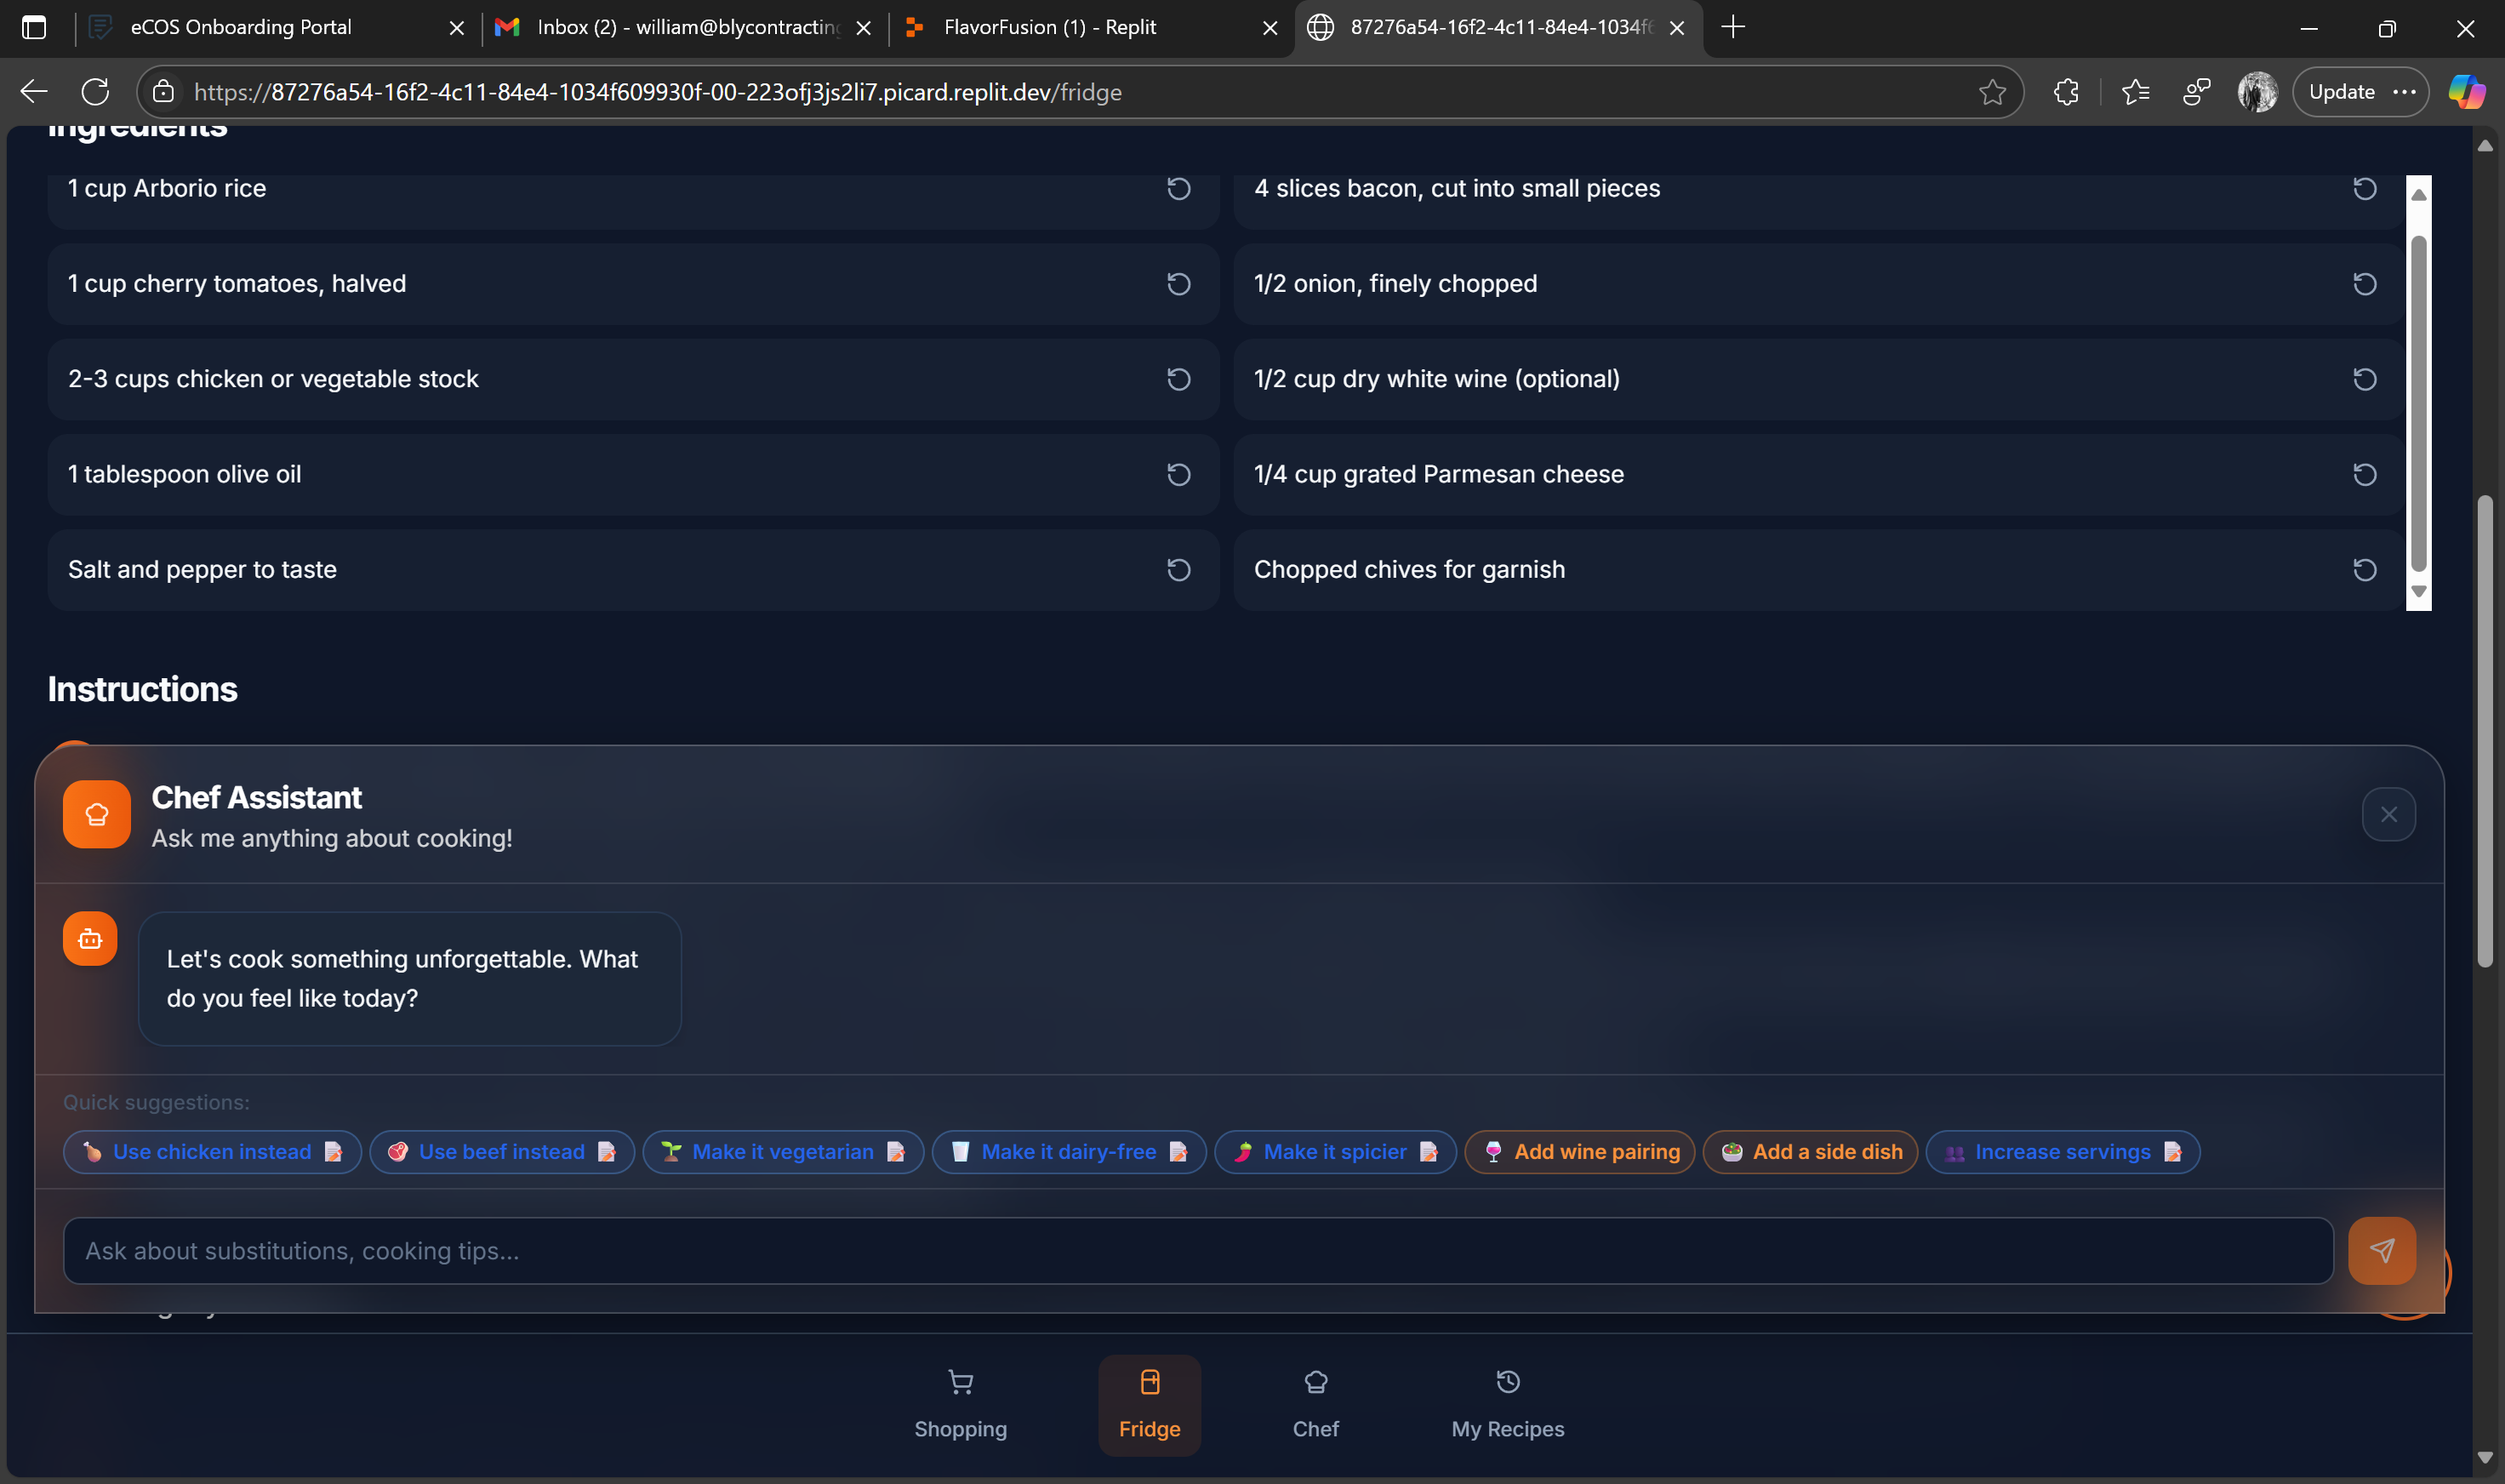 eCOS Onboarding Portal
Inbox (2) - william@blycontracting
FlavorFusion (1) - Replit
87276a54-16f2-4c11-84e4-1034f6
https://87276a54-16f2-4c11-84e4-1034f609930f-00-223ofj3js2li7.picard.replit.dev/fridge
Update
Ingredients
1 cup Arborio rice
4 slices bacon, cut into small pieces
1 cup cherry tomatoes, halved
1/2 onion, finely chopped
2-3 cups chicken or vegetable stock
1/2 cup dry white wine (optional)
1 tablespoon olive oil
1/4 cup grated Parmesan cheese
Salt and pepper to taste
Chopped chives for garnish
Instructions
Chef Assistant
Ask me anything about cooking!
Let's cook something unforgettable. What
do you feel like today?
Quick suggestions:
Use chicken instead
Use beef instead
Make it vegetarian
Make it dairy-free
Make it spicier
Add wine pairing
Add a side dish
Increase servings
Ask about substitutions, cooking tips...
Shopping
Fridge
Chef
My Recipes